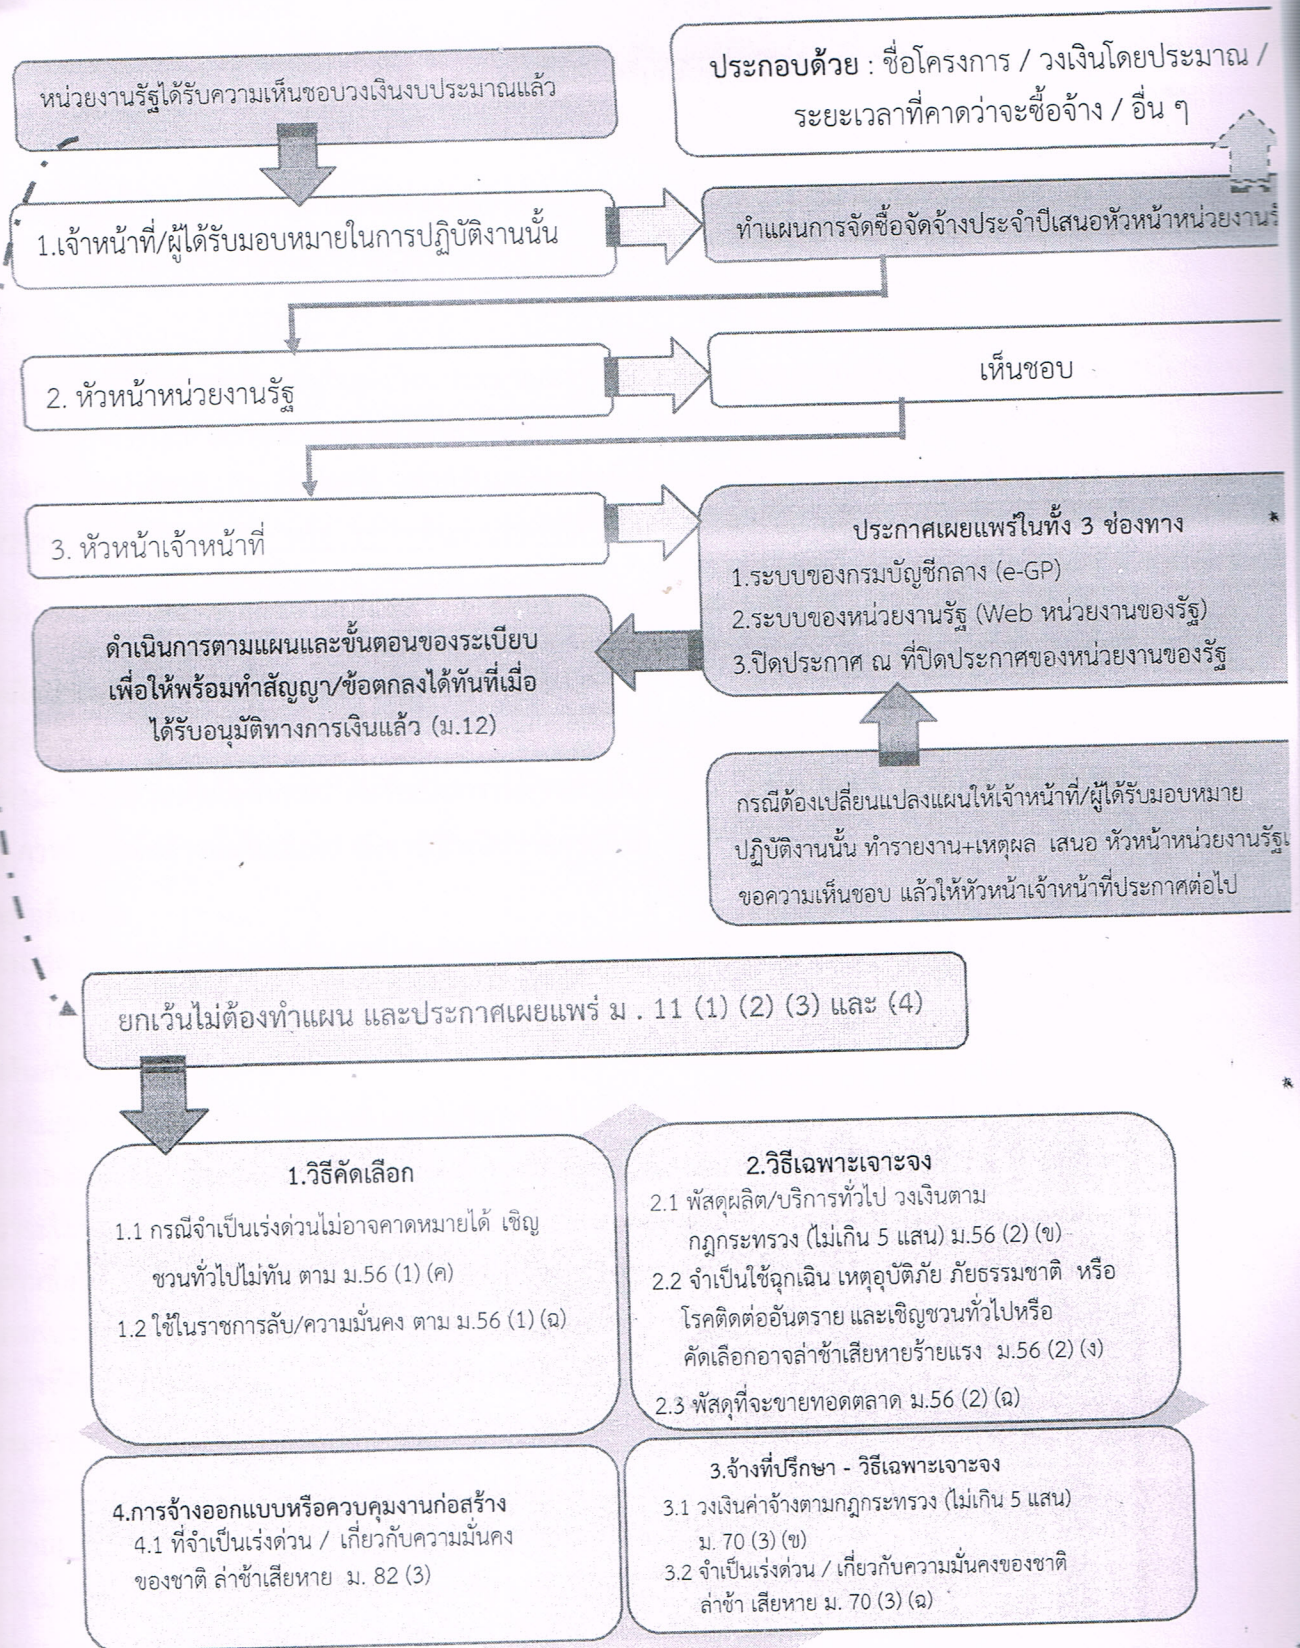 หน่วยงานรัฐได้รับความเห็นชอบวงเงินงบประมาณแล้ว
ประกอบด้วย : ชื่อโครงการ / วงเงินโดยประมาณ /
ระยะเวลาที่คาดว่าจะซื้อจ้าง / อื่น ๆ
1.เจ้าหน้าที่/ผู้ได้รับมอบหมายในการปฏิบัติงานนั้น
ทำแผนการจัดซื้อจัดจ้างประจำปีเสนอหัวหน้าหน่วยงาน
2. หัวหน้าหน่วยงานรัฐ
เห็นชอบ
3. หัวหน้าเจ้าหน้าที่
ประกาศเผยแพร่ในทั้ง 3 ช่องทาง
1.ระบบของกรมบัญชีกลาง (e-GP)
2.ระบบของหน่วยงานรัฐ (Web หน่วยงานของรัฐ)
3.ปิดประกาศ ณ ที่ปิดประกาศของหน่วยงานของรัฐ
ดำเนินการตามแผนและขั้นตอนของระเบียบ
เพื่อให้พร้อมทำสัญญา/ข้อตกลงได้ทันทีเมื่อ
ได้รับอนุมัติทางการเงินแล้ว (ม.12)
กรณีต้องเปลี่ยนแปลงแผนให้เจ้าหน้าที่/ผู้ได้รับมอบหมาย
ปฏิบัติงานนั้น ทำรายงาน+เหตุผล เสนอ หัวหน้าหน่วยงานรัฐ
ขอความเห็นชอบ แล้วให้หัวหน้าเจ้าหน้าที่ประกาศต่อไป
ยกเว้นไม่ต้องทำแผน และประกาศเผยแพร่ ม . 11 (1) (2) (3) และ (4)
1.วิธีคัดเลือก
1.1 กรณีจำเป็นเร่งด่วนไม่อาจคาดหมายได้ เชิญ
ชวนทั่วไปไม่ทัน ตาม ม.56 (1) (ค)
1.2 ใช้ในราชการลับ/ความมั่นคง ตาม ม.56 (1) (ฉ)
2.วิธีเฉพาะเจาะจง
2.1 พัสดุผลิต/บริการทั่วไป วงเงินตาม
กฎกระทรวง (ไม่เกิน 5 แสน) ม.56 (2) (ข)
2.2 จำเป็นใช้ฉุกเฉิน เหตุอุบัติภัย ภัยธรรมชาติ หรือ
โรคติดต่ออันตราย และเชิญชวนทั่วไปหรือ
คัดเลือกอาจล่าช้าเสียหายร้ายแรง ม.56 (2) (ง)
2.3 พัสดุที่จะขายทอดตลาด ม.56 (2) (ฉ)
4.การจ้างออกแบบหรือควบคุมงานก่อสร้าง
4.1 ที่จำเป็นเร่งด่วน / เกี่ยวกับความมั่นคง
ของชาติ ล่าช้าเสียหาย ม. 82 (3)
3.จ้างที่ปรึกษา - วิธีเฉพาะเจาะจง
3.1 วงเงินค่าจ้างตามกฎกระทรวง (ไม่เกิน 5 แสน)
ม. 70 (3) (ข)
3.2 จำเป็นเร่งด่วน / เกี่ยวกับความมั่นคงของชาติ
ล่าช้า เสียหาย ม. 70 (3) (ฉ)